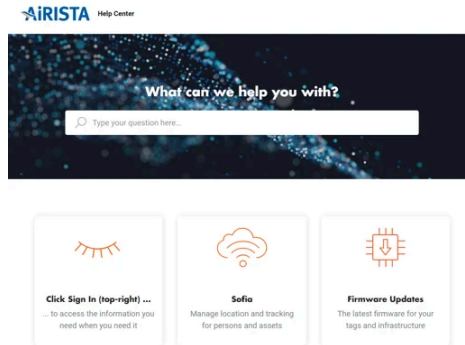 AiRISTA Help Center
What can we help you with?
Type your question here...
Click Sign In (top-right) ...
... to access the information you
need when you need it
Sofia
Manage location and tracking
for persons and assets
Firmware Updates
The latest firmware for your
tags and infrastructure